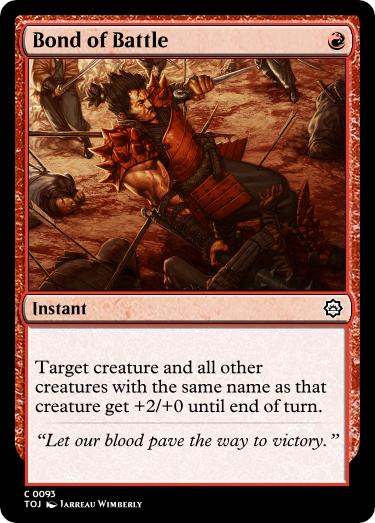 Bond of Battle
Instant
Target creature and all other
creatures with the same name as that
creature get +2/+0 until end of turn.
“Let our blood pave the way to victory.”
C 0093
TOJ Jarreau Wimberly